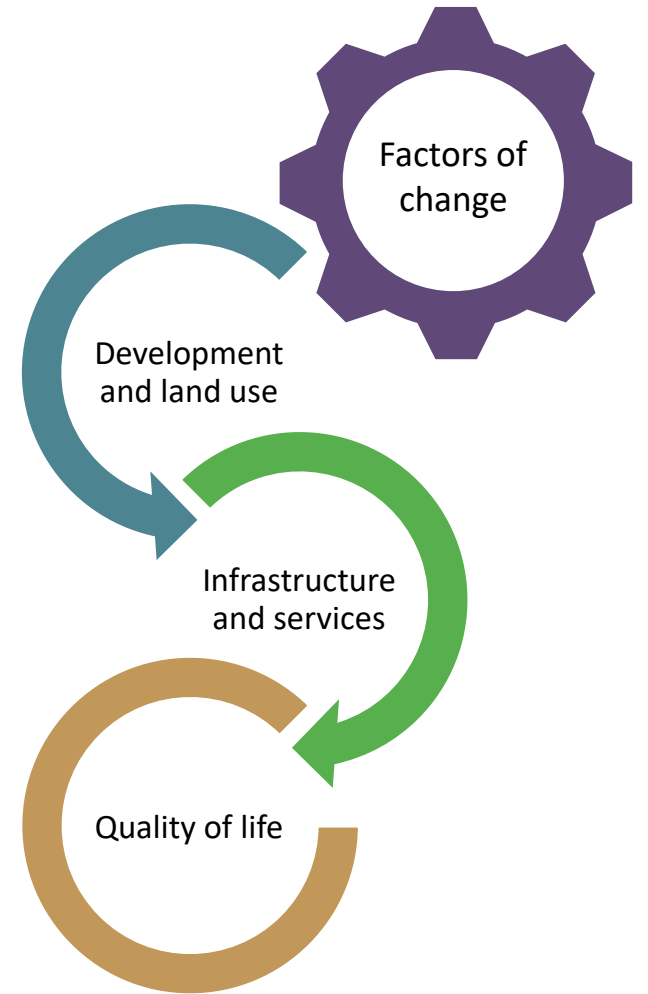 Factors of
change
Development
and land use
Infrastructure
and services
Quality of life